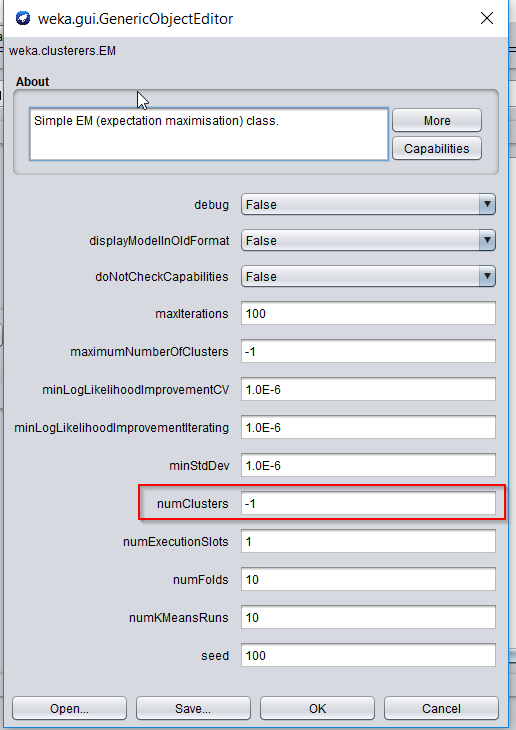 weka.gui.GenericObjectEditor
weka.clusterers.EM
About
Simple EM (expectation maximisation) class.
More
Capabilities
debug False
displayModelInOldFormat False
doNotCheckCapabilities False
maxIterations 100
maximumNumberOfClusters -1
minLogLikelihoodImprovementCV 1.0E-6
minLogLikelihoodImprovementIterating 1.0E-6
minStdDev 1.0E-6
numClusters -1
numExecutionSlots 1
numFolds 10
numKMeansRuns 10
seed 100
Open... Save... OK Cancel